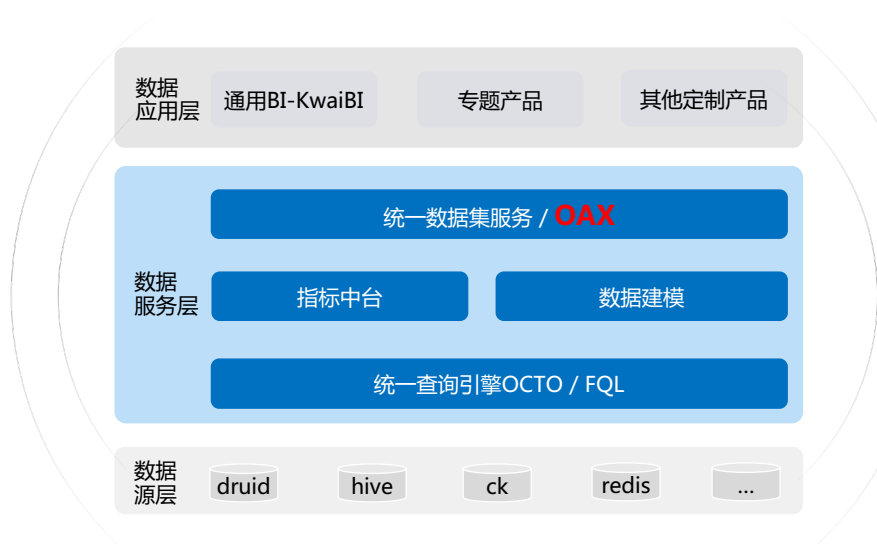 数据
应用层
通用BI-KwaiBI
专题产品
其他定制产品
统一数据集服务 / OAX
数据
服务层
指标中台
数据建模
统一查询引擎OCTO / FQL
数据
源层
druid
hive
ck
redis
...